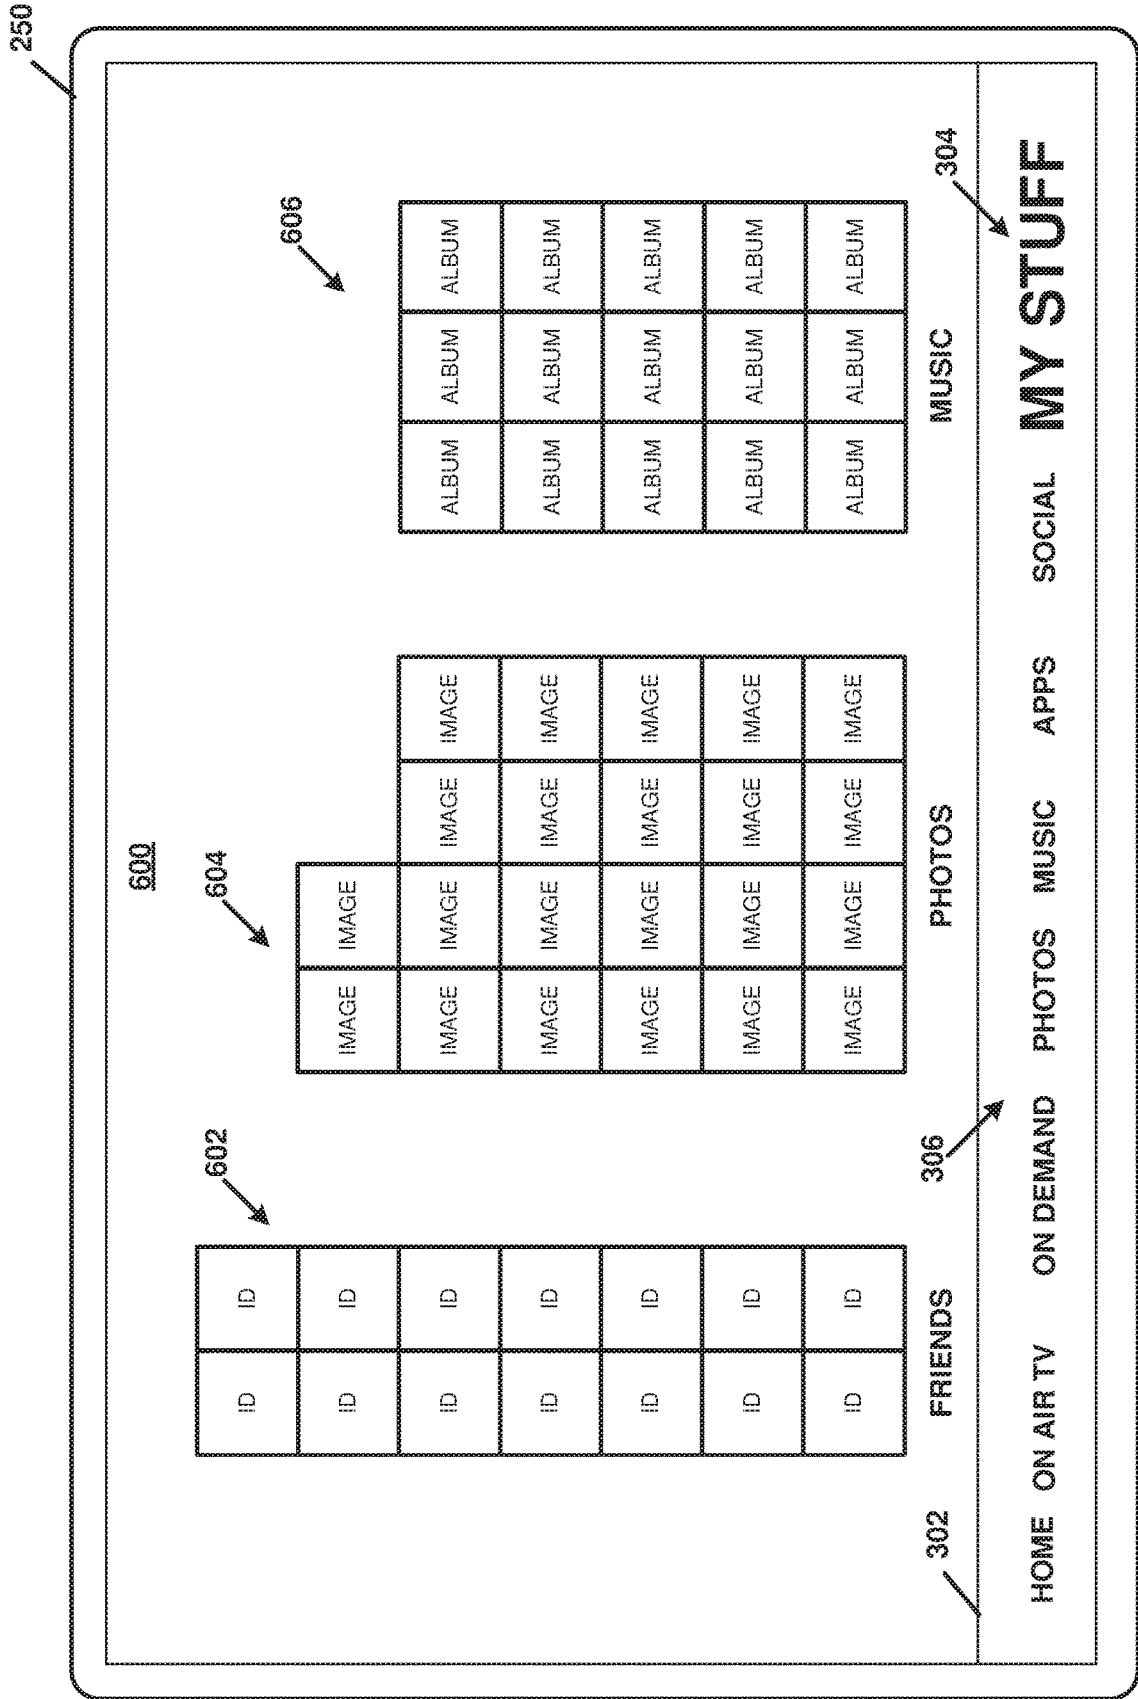 250
600
602 604
ID ID
606
ID ID IMAGE IMAGE
ID ID IMAGE IMAGE IMAGE IMAGE ALBUM ALBUM ALBUM
ID ID IMAGE IMAGE IMAGE IMAGE ALBUM ALBUM ALBUM
ID ID IMAGE IMAGE IMAGE IMAGE ALBUM ALBUM ALBUM
ID ID IMAGE IMAGE IMAGE IMAGE ALBUM ALBUM ALBUM
ID ID IMAGE IMAGE IMAGE IMAGE ALBUM ALBUM ALBUM
302 FRIENDS 306 PHOTOS MUSIC 304
HOME ON AIR TV ON DEMAND PHOTOS MUSIC APPS SOCIAL MY STUFF